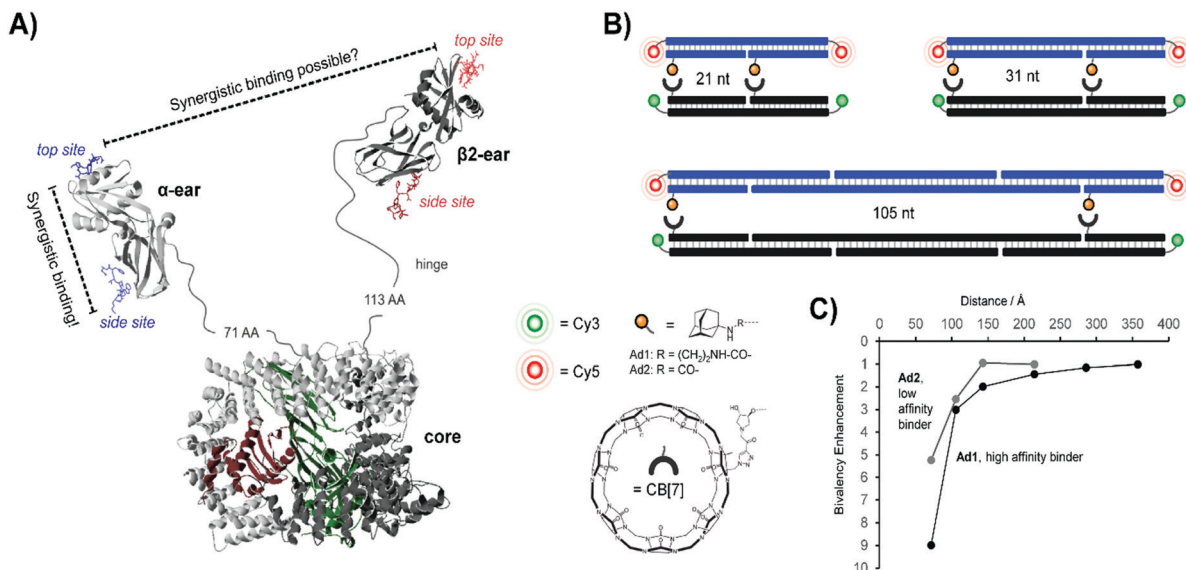 A)
Synergistic binding possible?
top site
β2-ear
side site
top site
α-ear
Synergistic binding!
side site
hinge
71 AA
113 AA
core
B)
21 nt
31 nt
105 nt
= Cy3
= Cy5
=
N
H
R
Ad1: R = (CH2)2NH-CO-
Ad2: R = CO-
= CB[7]
C)
Distance / Å
0 50 100 150 200 250 300 350 400
Bivalency Enhancement
0
1
2
3
4
5
6
7
8
9
10
Ad2,
low
affinity
binder
Ad1, high affinity binder